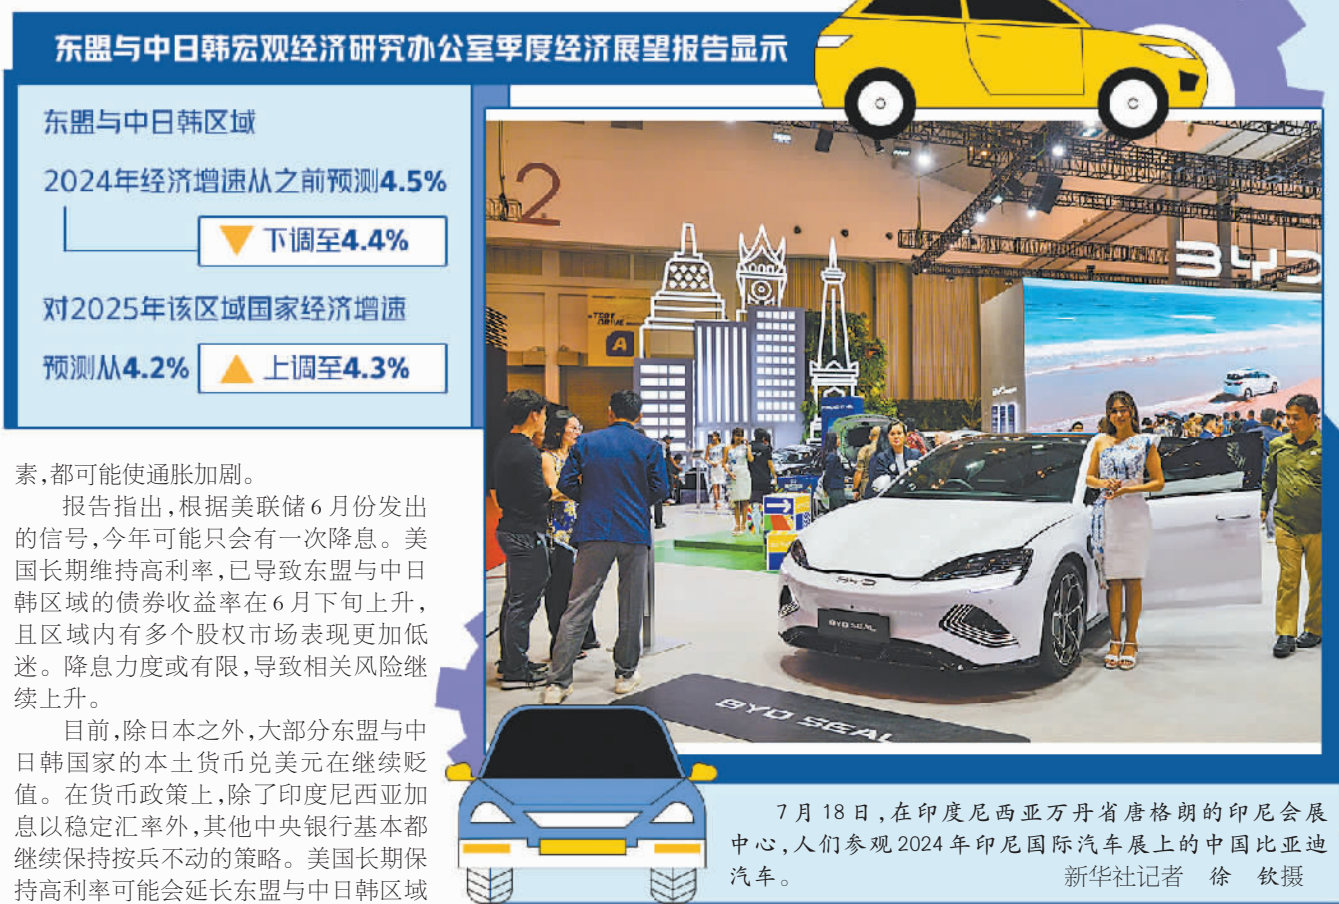 东盟与中日韩宏观经济研究办公室季度经济展望报告显示
东盟与中日韩区域
2024年经济增速从之前预测4.5%
下调至4.4%
对2025年该区域国家经济增速
预测从4.2%
上调至4.3%
素,都可能使通胀加剧。
报告指出,根据美联储6月份发出
的信号,今年可能只会有一次降息。美
国长期维持高利率,已导致东盟与中日
韩区域的债券收益率在6月下旬上升,
且区域内有多个股权市场表现更加低
迷。降息力度或有限,导致相关风险继
续上升。
目前,除日本之外,大部分东盟与中
日韩国家的本土货币兑美元在继续贬
值。在货币政策上,除了印度尼西亚加
息以稳定汇率外,其他中央银行基本都
继续保持按兵不动的策略。美国长期保
持高利率可能会延长东盟与中日韩区域
2
BYD
TEST
DRIVE
A
BYD SEAL
BYD SEAL
7月18日,在印度尼西亚万丹省唐格朗的印尼会展
中心,人们参观2024年印尼国际汽车展上的中国比亚迪
汽车。
新华社记者 徐 钦摄